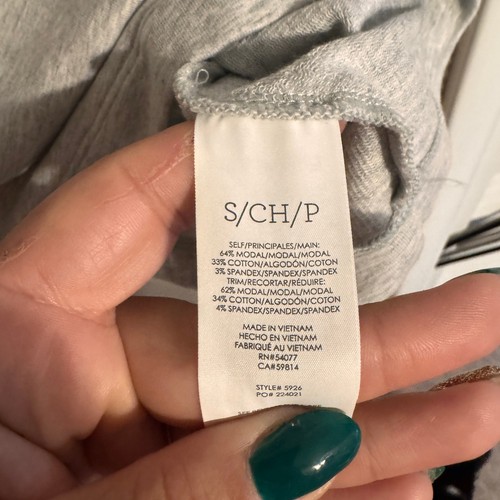 S/CH/P
SELF/PRINCIPALES/MAIN:
64% MODAL/MODAL/MODAL
33% COTTON/ALGODÓN/COTON
3% SPANDEX/SPANDEX/SPANDEX
TRIM/RECORTAR/RÉDUIRE:
62% MODAL/MODAL/MODAL
34% COTTON/ALGODÓN/COTON
4% SPANDEX/SPANDEX/SPANDEX
MADE IN VIETNAM
HECHO EN VIETNAM
FABRIQUÉ AU VIETNAM
RN#54077
CA#59814
STYLE# 5926
PO# 224021